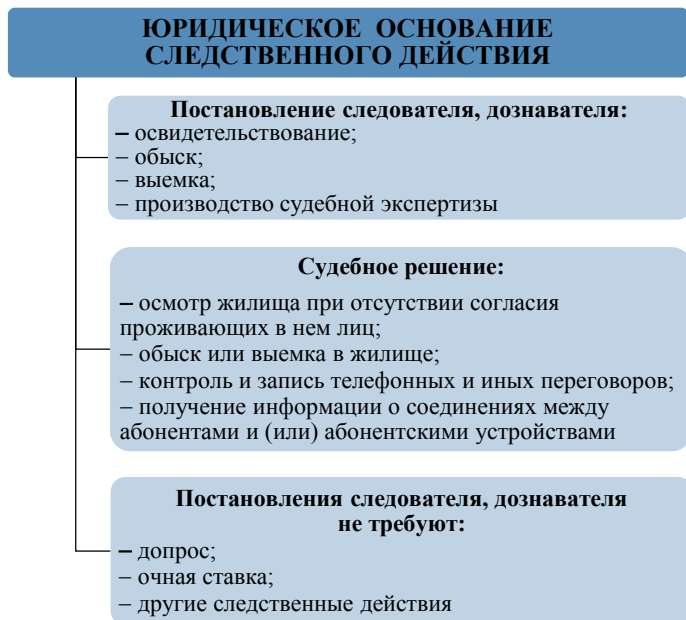 ЮРИДИЧЕСКОЕ ОСНОВАНИЕ
СЛЕДСТВЕННОГО ДЕЙСТВИЯ
Постановление следователя, дознавателя:
– освидетельствование;
– обыск;
– выемка;
– производство судебной экспертизы
Судебное решение:
– осмотр жилища при отсутствии согласия
проживающих в нем лиц;
– обыск или выемка в жилище;
– контроль и запись телефонных и иных переговоров;
– получение информации о соединениях между
абонентами и (или) абонентскими устройствами
Постановления следователя, дознавателя
не требуют:
– допрос;
– очная ставка;
– другие следственные действия